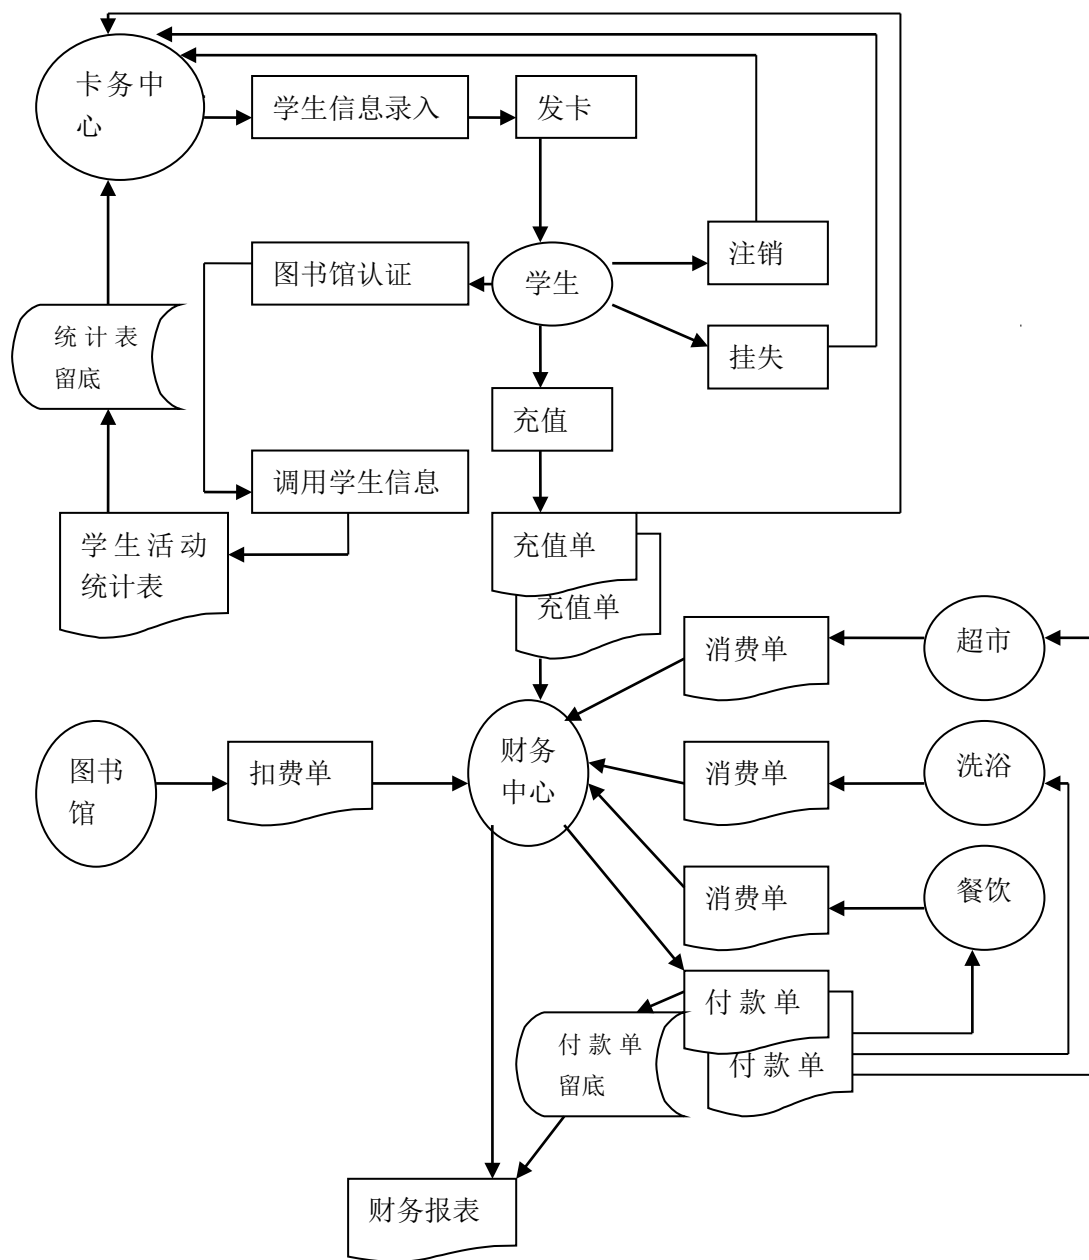 卡务中
心
学生信息录入
发卡
图书馆认证
学生
注销
统计表
留底
挂失
充值
调用学生信息
学生活动
统计表
充值单
充值单
消费单
超市
图书
馆
扣费单
财务
中心
消费单
洗浴
消费单
餐饮
付款单
付款单
留底
付款单
财务报表